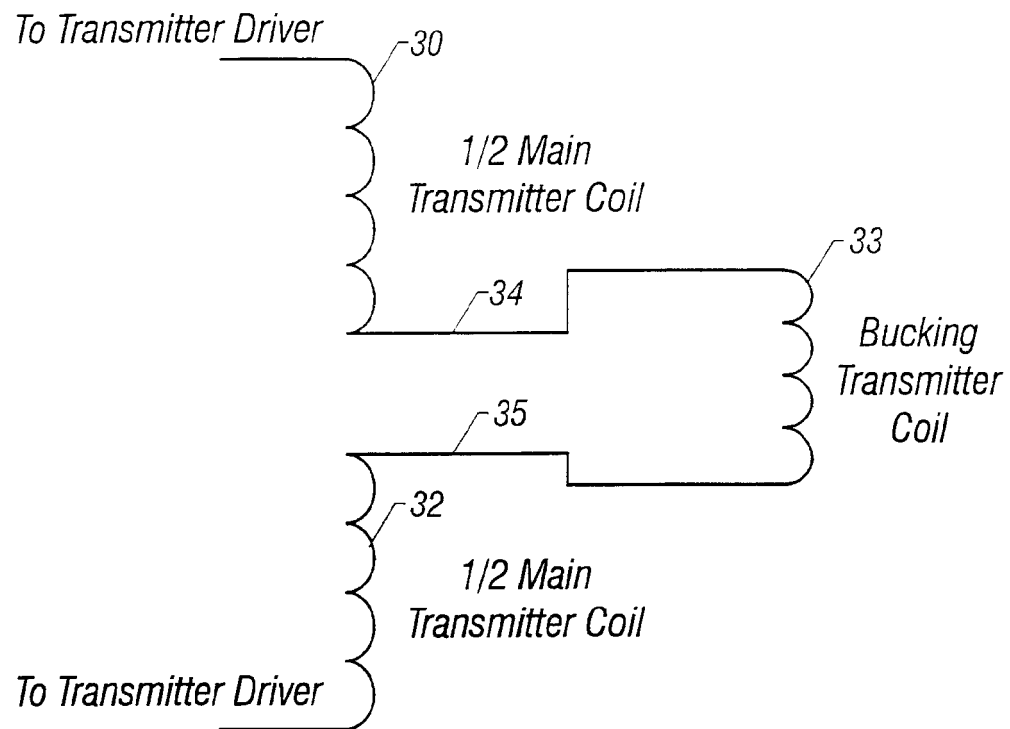 To Transmitter Driver
30
1/2 Main
Transmitter Coil
33
34
Bucking
Transmitter
Coil
35
32
1/2 Main
Transmitter Coil
To Transmitter Driver